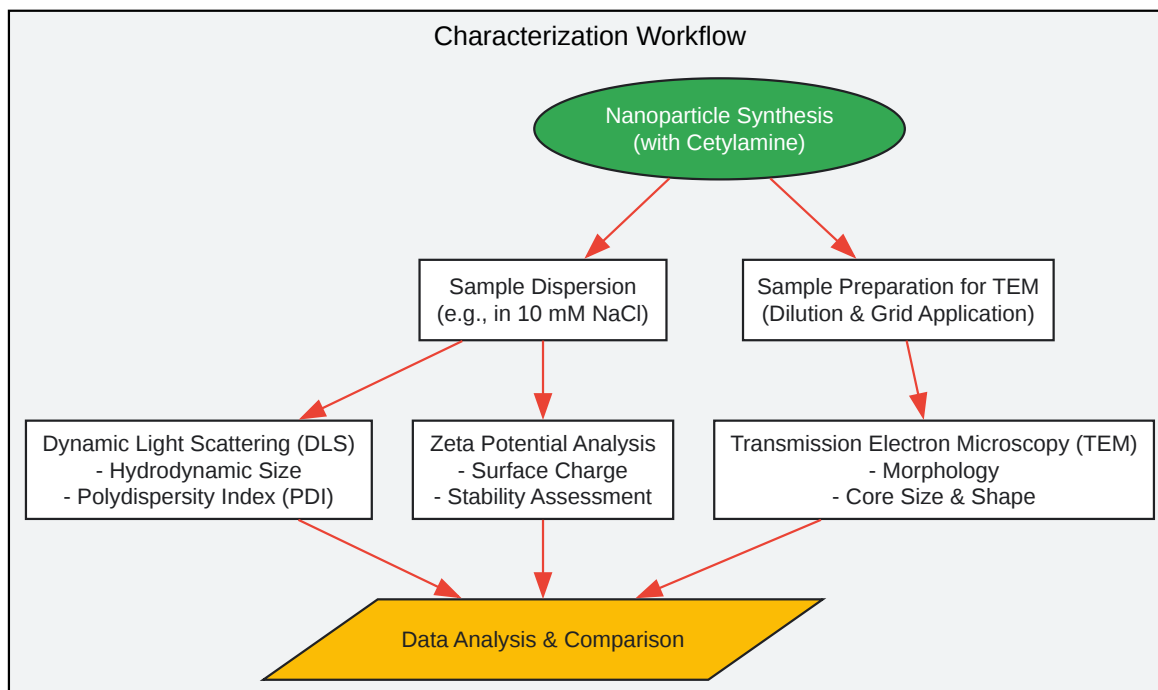 Characterization Workflow
Nanoparticle Synthesis
(with Cetylamine)
Sample Dispersion
(e.g., in 10 mM NaCl)
Sample Preparation for TEM
(Dilution & Grid Application)
Dynamic Light Scattering (DLS)
- Hydrodynamic Size
- Polydispersity Index (PDI)
Zeta Potential Analysis
- Surface Charge
- Stability Assessment
Transmission Electron Microscopy (TEM)
- Morphology
- Core Size & Shape
Data Analysis & Comparison